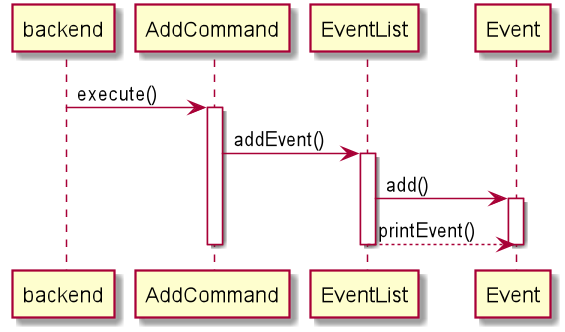 backend AddCommand EventList Event
execute()
addEvent()
add()
printEvent()
backend AddCommand EventList Event